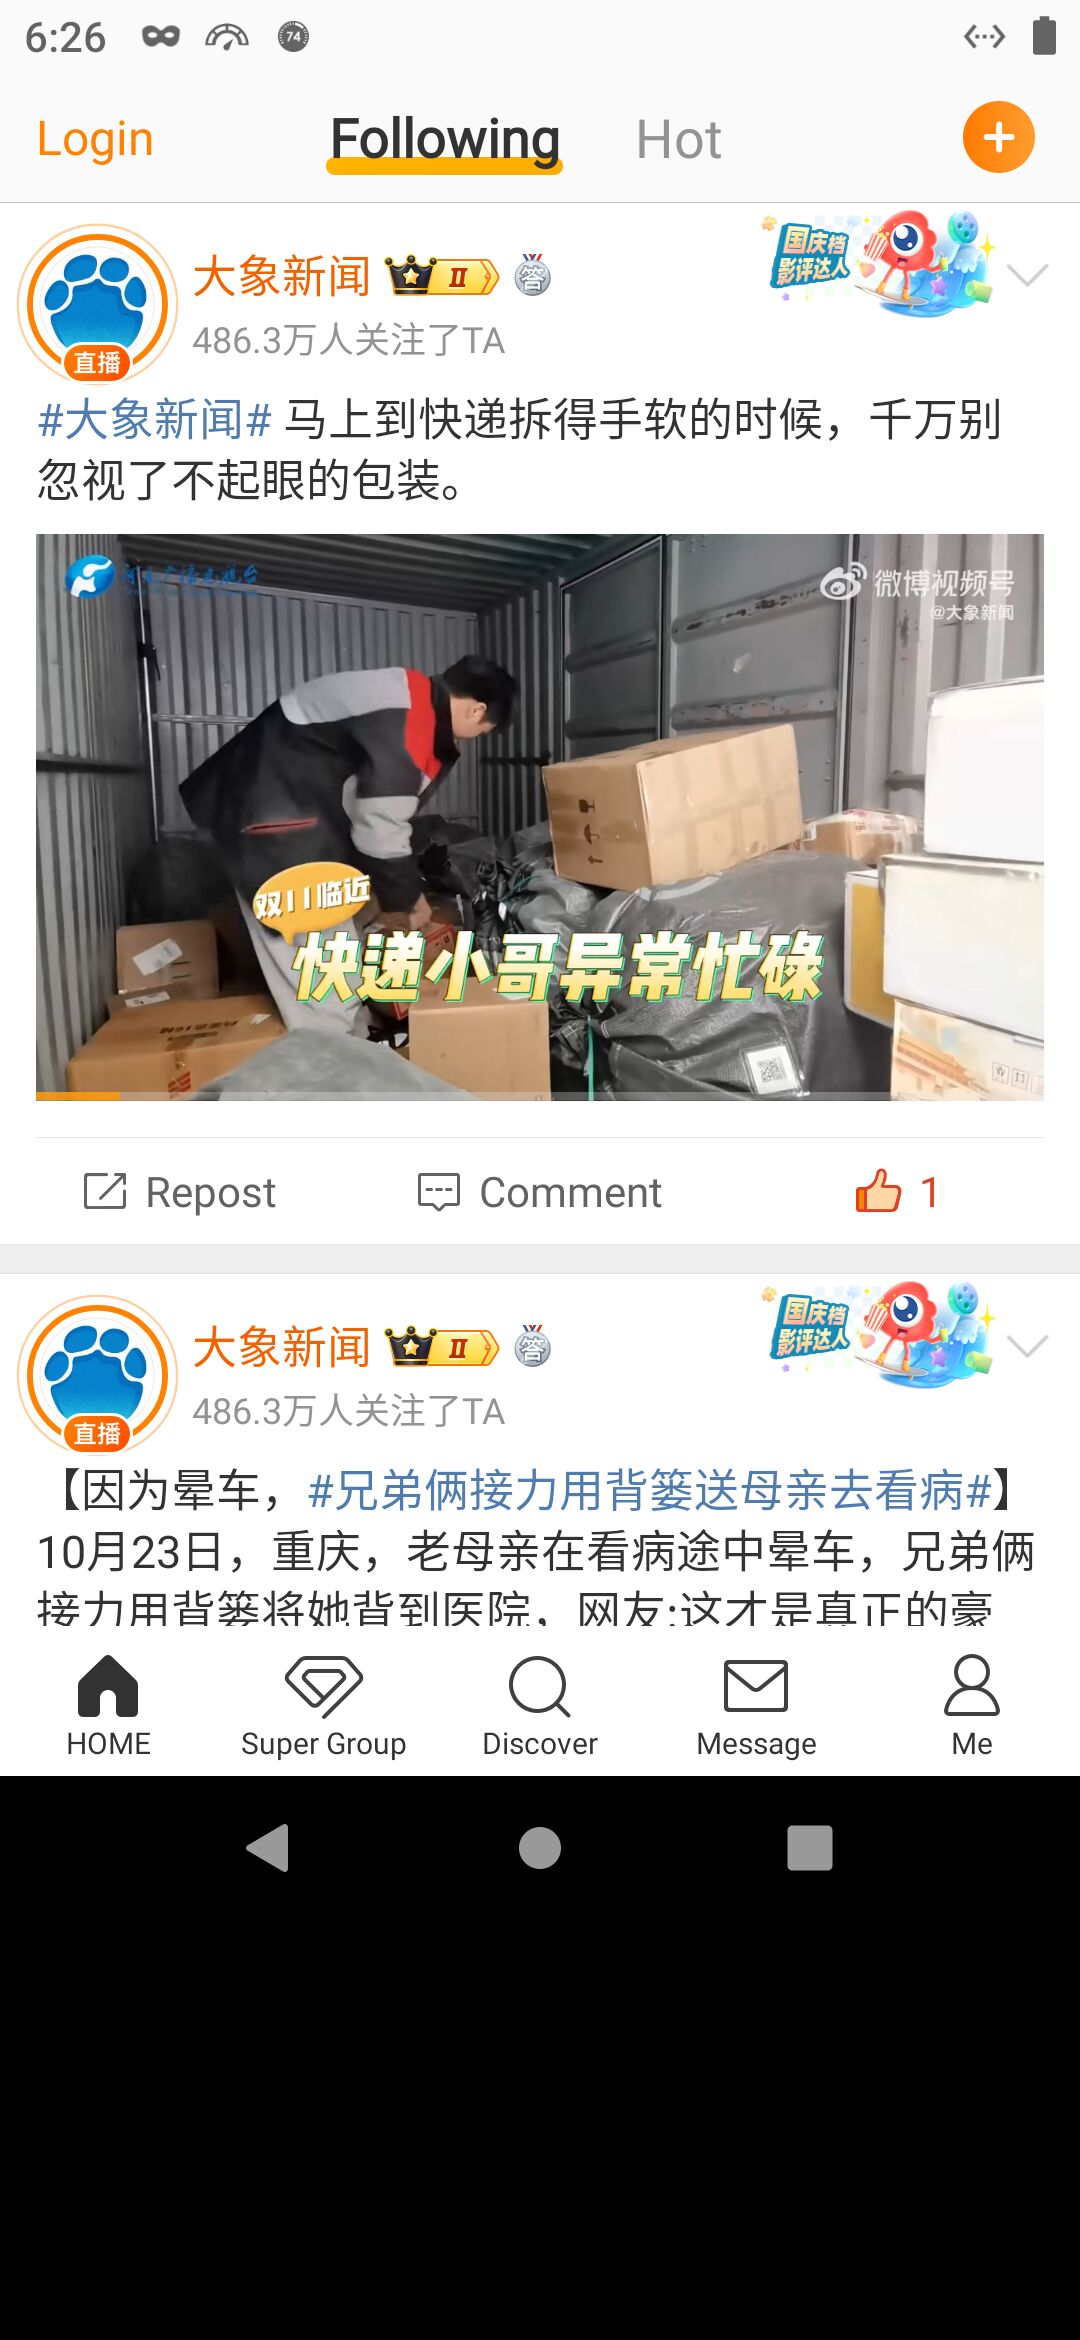 6:26
74
Login
Following
Hot
大象新闻 II 答
国庆档
影评达人
486.3万人关注了TA
直播
#大象新闻# 马上到快递拆得手软的时候，千万别
忽视了不起眼的包装。
微博视频号
@大象新闻
双11临近
快递小哥异常忙碌
Repost
Comment
1
大象新闻 II 答
国庆档
影评达人
486.3万人关注了TA
直播
【因为晕车，#兄弟俩接力用背篓送母亲去看病#】
10月23日，重庆，老母亲在看病途中晕车，兄弟俩
接力用背篓将她背到医院，网友:这才是真正的豪
HOME
Super Group
Discover
Message
Me